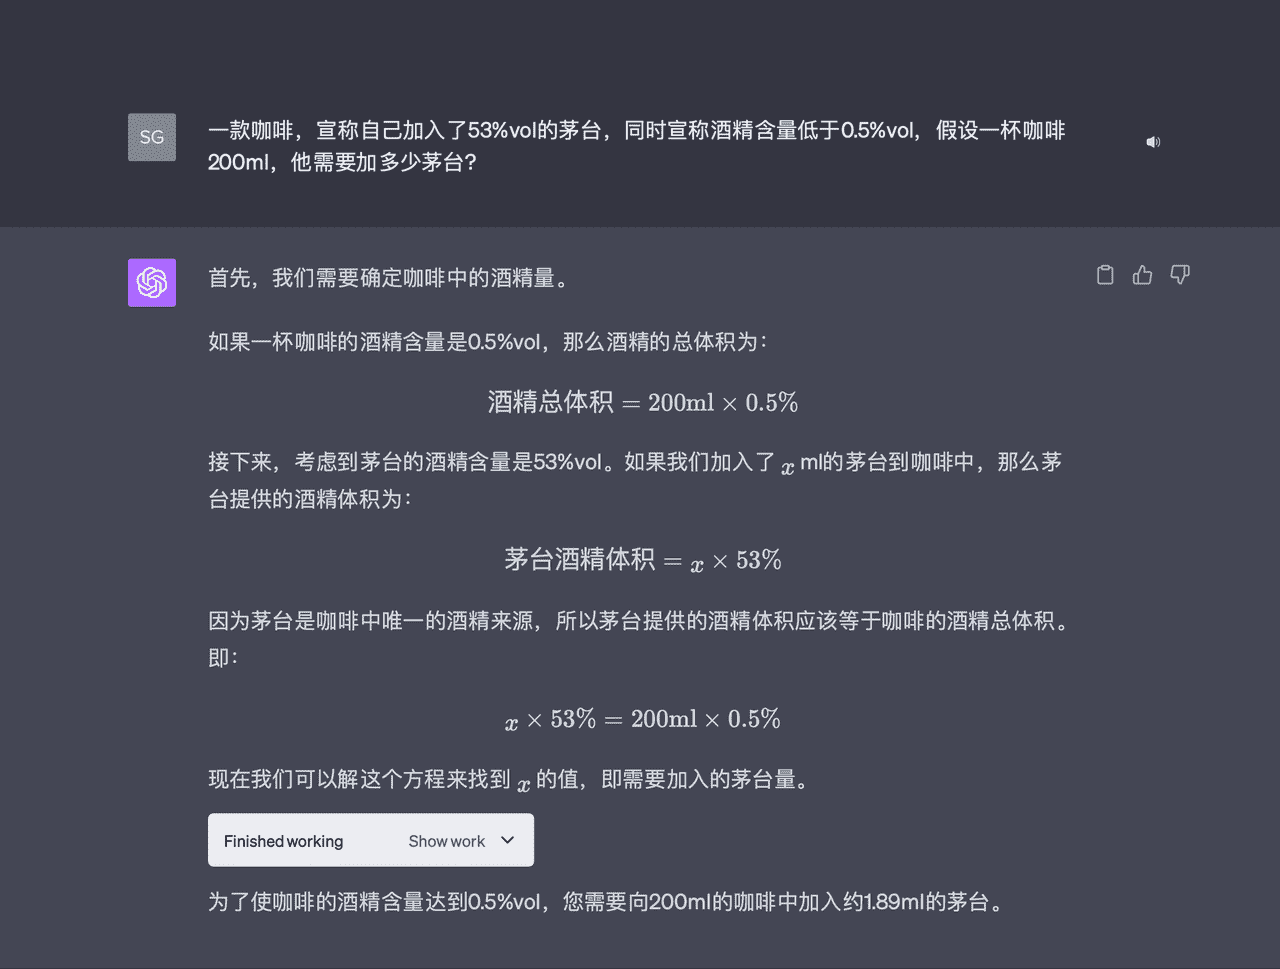 SG
一款咖啡，宣称自己加入了53%vol的茅台，同时宣称酒精含量低于0.5%vol，假设一杯咖啡
200ml，他需要加多少茅台?
首先，我们需要确定咖啡中的酒精量。
如果一杯咖啡的酒精含量是0.5%vol，那么酒精的总体积为：
酒精总体积 = 200ml × 0.5%
接下来，考虑到茅台的酒精含量是53%vol。如果我们加入了 x ml的茅台到咖啡中，那么茅
台提供的酒精体积为：
茅台酒精体积 = x × 53%
因为茅台是咖啡中唯一的酒精来源，所以茅台提供的酒精体积应该等于咖啡的酒精总体积。
即：
x × 53% = 200ml × 0.5%
现在我们可以解这个方程来找到 x 的值，即需要加入的茅台量。
Finished working Show work
为了使咖啡的酒精含量达到0.5%vol，您需要向200ml的咖啡中加入约1.89ml的茅台。